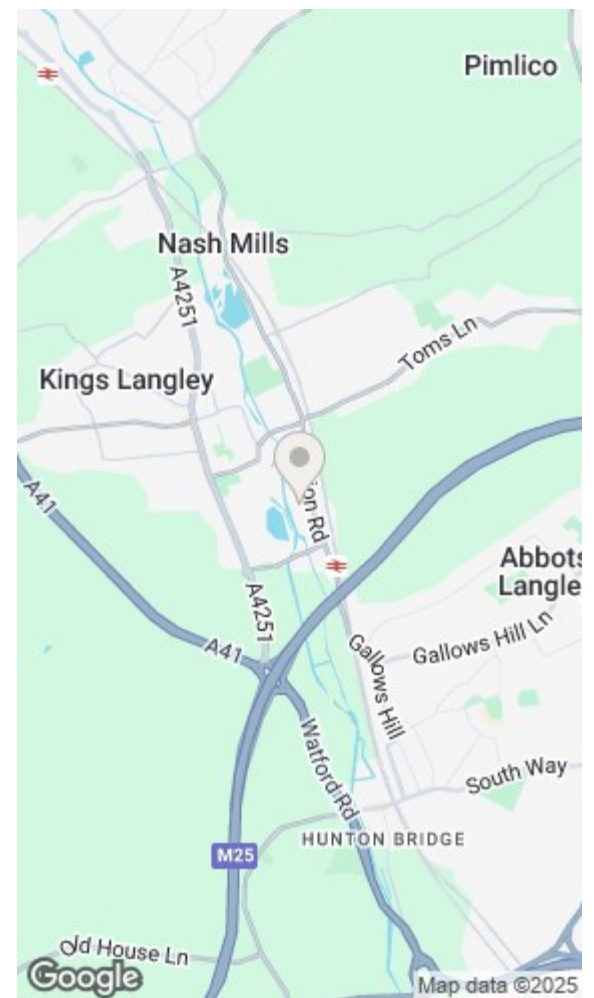 Pimlico
Nash Mills
A4251
Toms Ln
Kings Langley
A41
ion Rd
Abbots
Langle
A4251
Gallows Hill Ln
A41
Gallows Hill
Watford Rd
South Way
HUNTON BRIDGE
M25
Old House Ln
Google
Map data ©2025